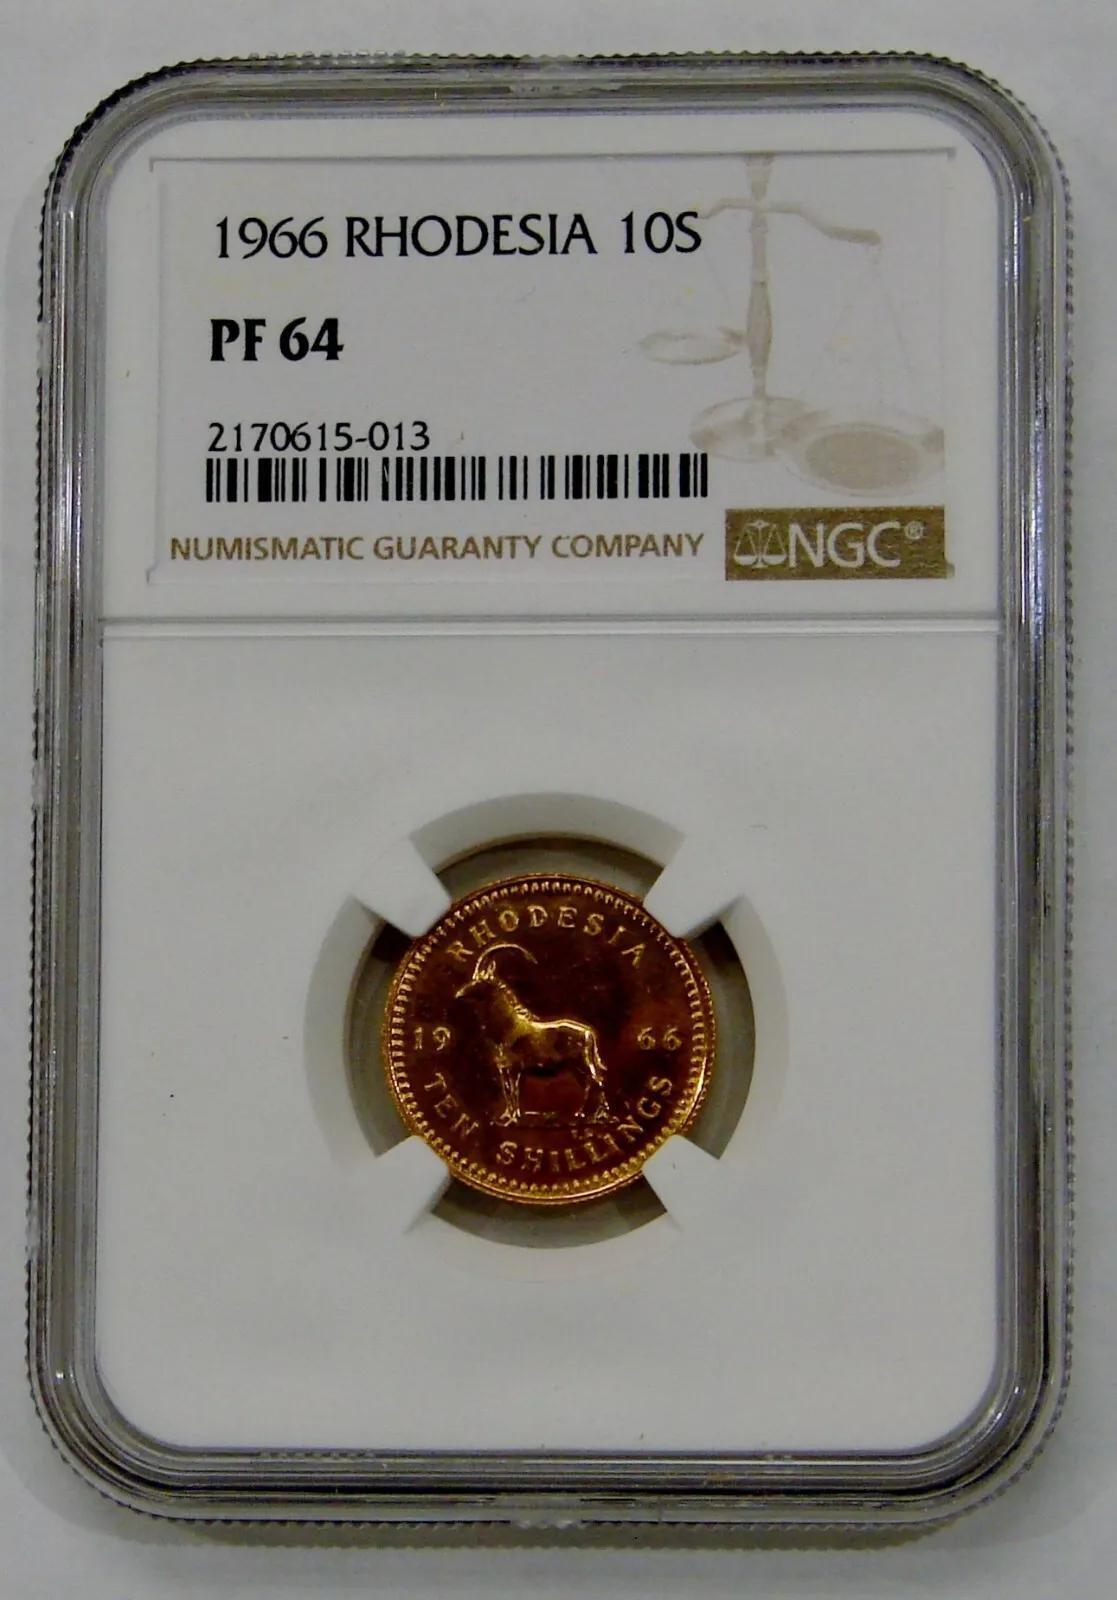 1966 RHODESIA 10S
PF 64
2170615-013
NUMISMATIC GUARANTY COMPANY
NGC®
RHODESIA
19 66
TEN SHILLINGS